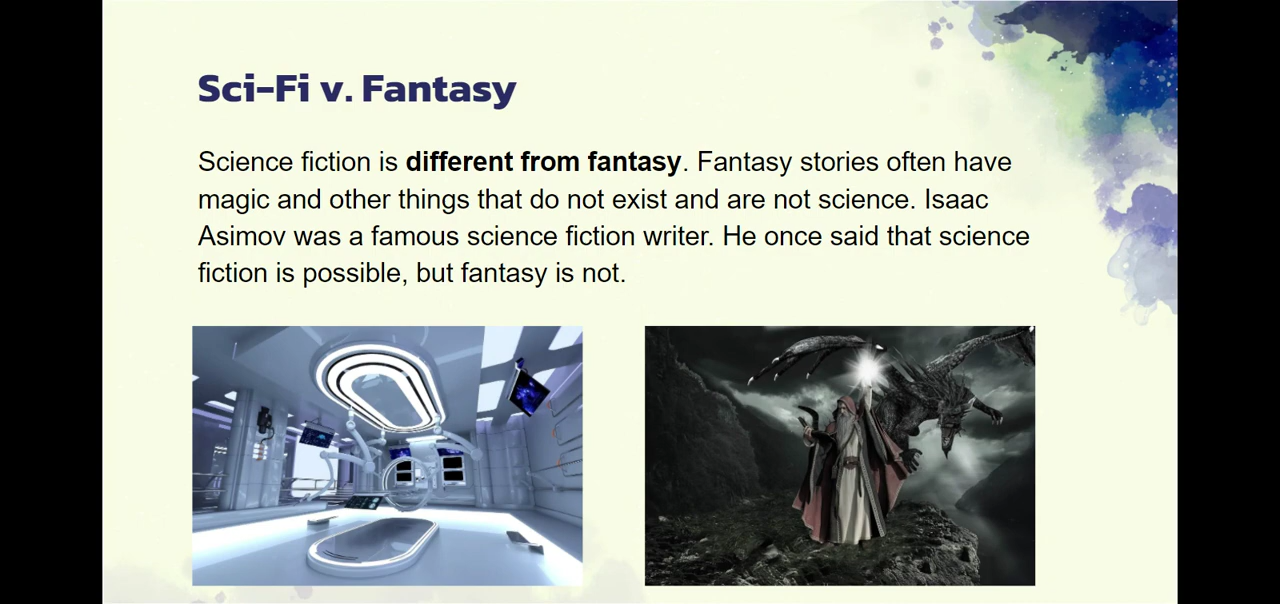 Sci-Fi v. Fantasy
Science fiction is different from fantasy. Fantasy stories often have
magic and other things that do not exist and are not science. Isaac
Asimov was a famous science fiction writer. He once said that science
fiction is possible, but fantasy is not.